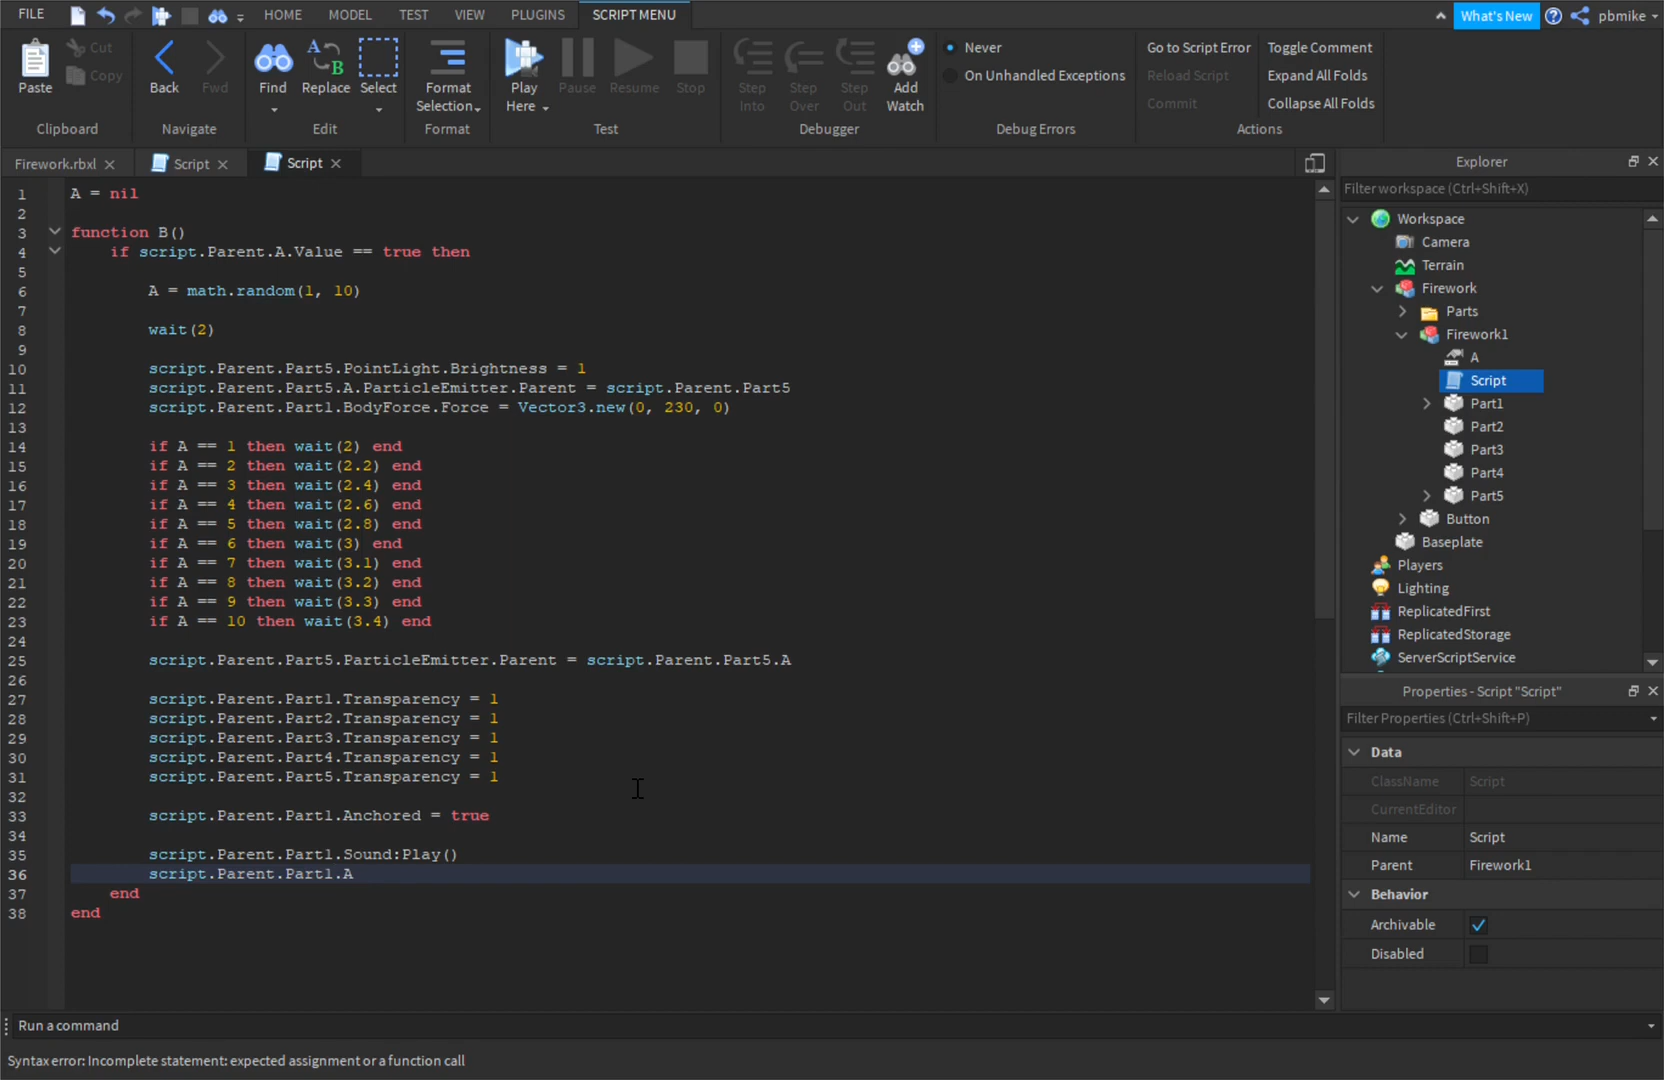 FILE HOME MODEL TEST VIEW PLUGINS SCRIPT MENU What's New pbmike
Paste Cut Copy Back Fwd Find Replace Select Format Selection Play Here Pause Resume Stop Step Into Step Over Step Out Add Watch Never On Unhandled Exceptions Go to Script Error Reload Script Commit Toggle Comment Expand All Folds Collapse All Folds
Clipboard Navigate Edit Format Test Debugger Debug Errors Actions
Firework.rbxl Script Script
1 A = nil
2
3 function B()
4 if script.Parent.A.Value == true then
5
6 A = math.random(1, 10)
7
8 wait(2)
9
10 script.Parent.Part5.PointLight.Brightness = 1
11 script.Parent.Part5.A.ParticleEmitter.Parent = script.Parent.Part5
12 script.Parent.Part1.BodyForce.Force = Vector3.new(0, 230, 0)
13
14 if A == 1 then wait(2) end
15 if A == 2 then wait(2.2) end
16 if A == 3 then wait(2.4) end
17 if A == 4 then wait(2.6) end
18 if A == 5 then wait(2.8) end
19 if A == 6 then wait(3) end
20 if A == 7 then wait(3.1) end
21 if A == 8 then wait(3.2) end
22 if A == 9 then wait(3.3) end
23 if A == 10 then wait(3.4) end
24
25 script.Parent.Part5.ParticleEmitter.Parent = script.Parent.Part5.A
26
27 script.Parent.Part1.Transparency = 1
28 script.Parent.Part2.Transparency = 1
29 script.Parent.Part3.Transparency = 1
30 script.Parent.Part4.Transparency = 1
31 script.Parent.Part5.Transparency = 1
32
33 script.Parent.Part1.Anchored = true
34
35 script.Parent.Part1.Sound:Play()
36 script.Parent.Part1.A
37 end
38 end
Explorer
Filter workspace (Ctrl+Shift+X)
Workspace
Camera
Terrain
Firework
Parts
Firework1
A
Script
Part1
Part2
Part3
Part4
Part5
Button
Baseplate
Players
Lighting
ReplicatedFirst
ReplicatedStorage
ServerScriptService
Properties - Script "Script"
Filter Properties (Ctrl+Shift+P)
Data
ClassName Script
CurrentEditor
Name Script
Parent Firework1
Behavior
Archivable
Disabled
Run a command
Syntax error: Incomplete statement: expected assignment or a function call